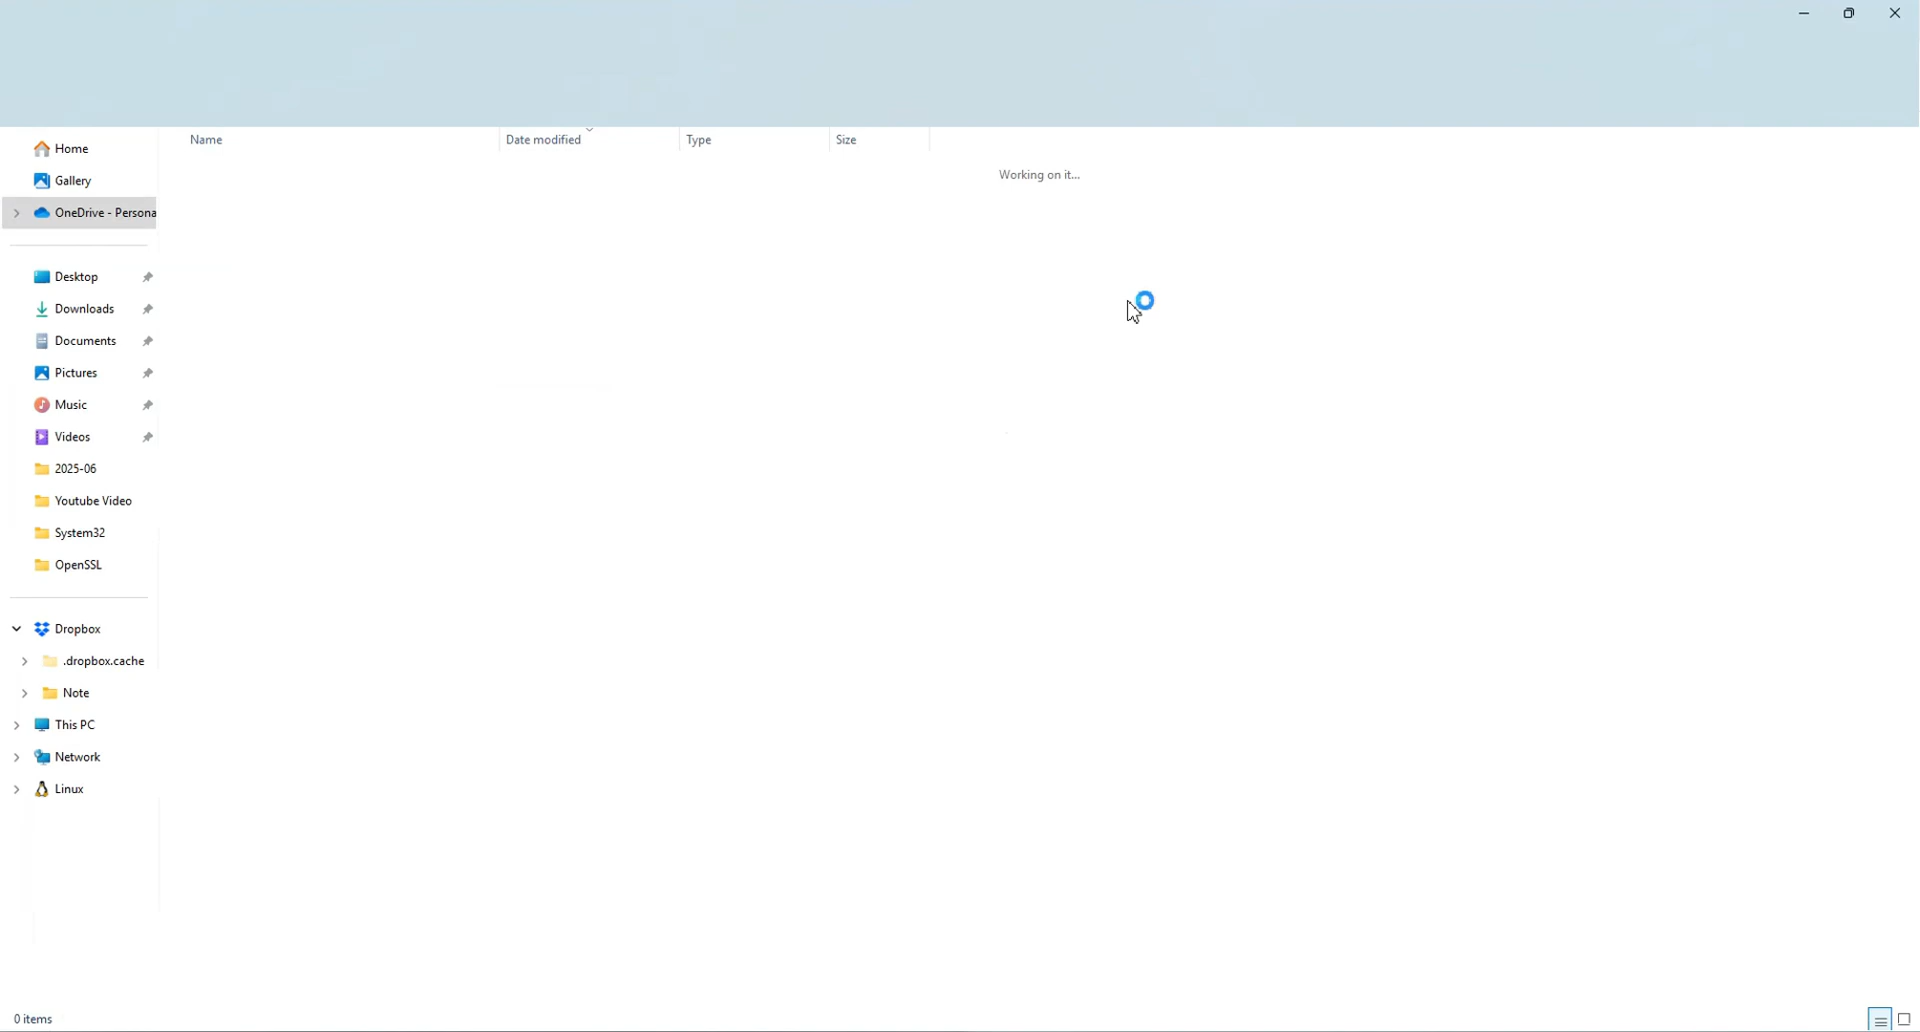 Name Date modified Type Size
Working on it...
Home
Gallery
OneDrive - Persona
Desktop
Downloads
Documents
Pictures
Music
Videos
2025-06
Youtube Video
System32
OpenSSL
Dropbox
.dropbox.cache
Note
This PC
Network
Linux
0 items